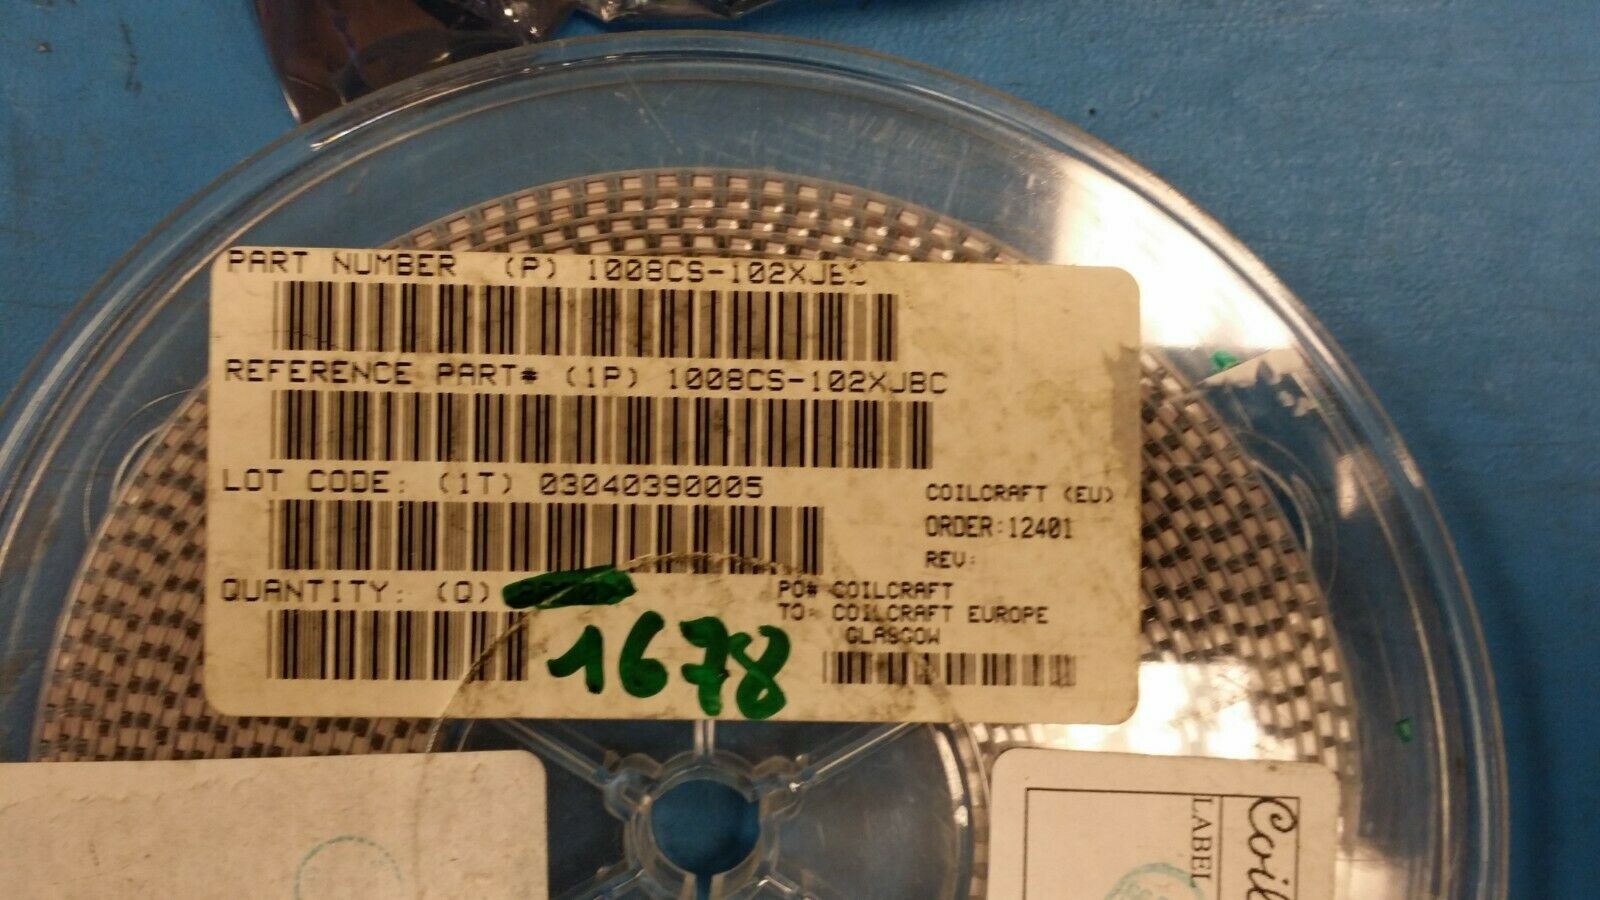 PART NUMBER (P) 1008CS-102XJBC
REFERENCE PART# (1P) 1008CS-102XJBC
LOT CODE: (1T) 03040390005
COILCRAFT (EU)
ORDER:12401
REV:
QUANTITY: (Q)
1678
PO# COILCRAFT
TO: COILCRAFT EUROPE
GLASGOW
LABEL